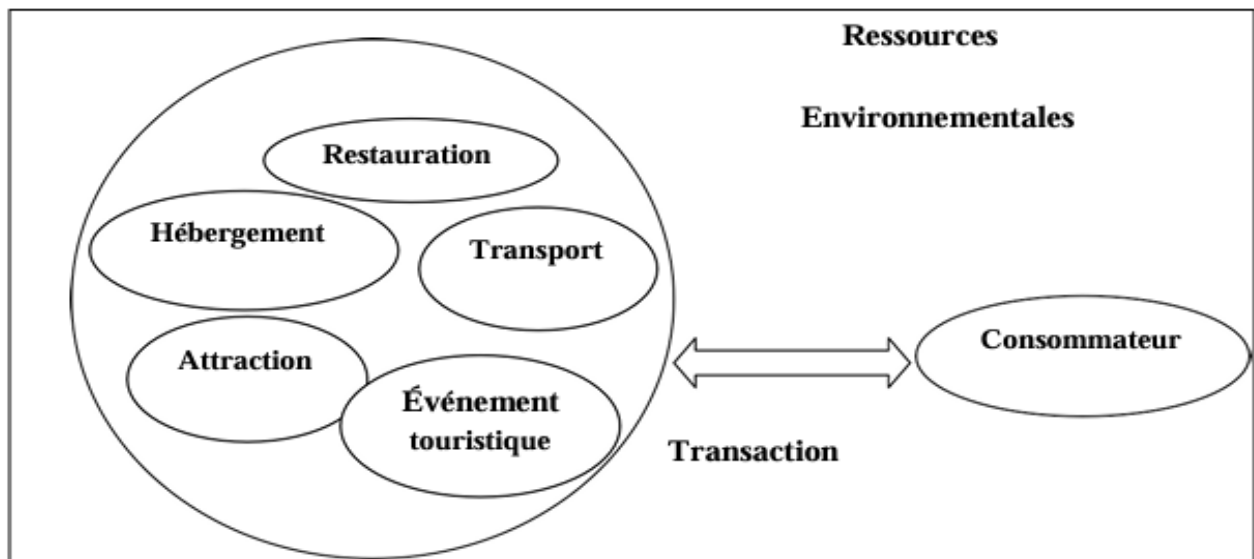 Ressources
Environnementales
Restauration
Hébergement
Transport
Attraction
Événement
touristique
Consommateur
Transaction